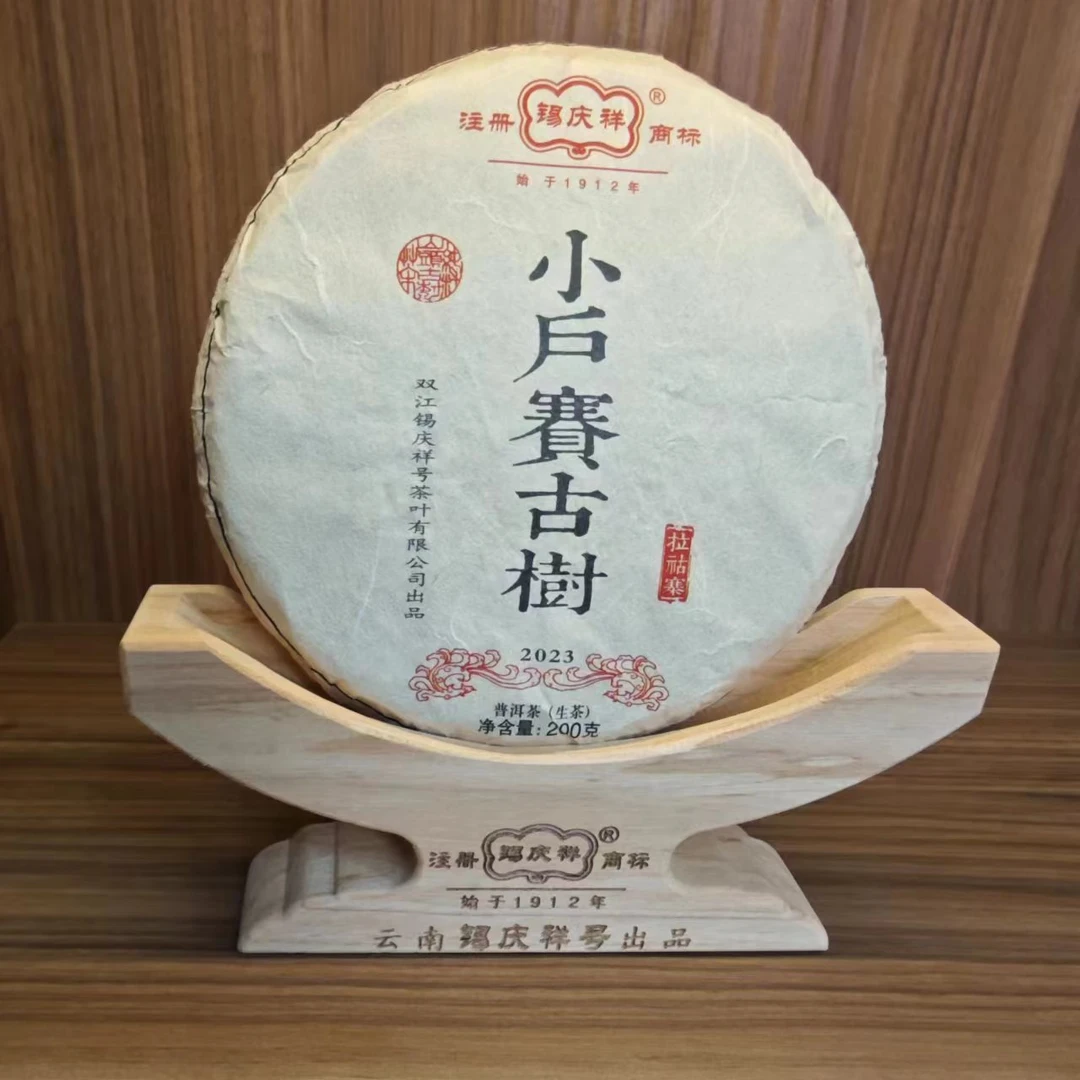 注册 锡庆祥 ® 商标
始于1912年
小戶賽古樹
双江锡庆祥号茶叶有限公司出品
拉祜寨
2023
普洱茶（生茶）
净含量：200克
注册 锡庆祥 ® 商标
始于1912年
云南锡庆祥号出品